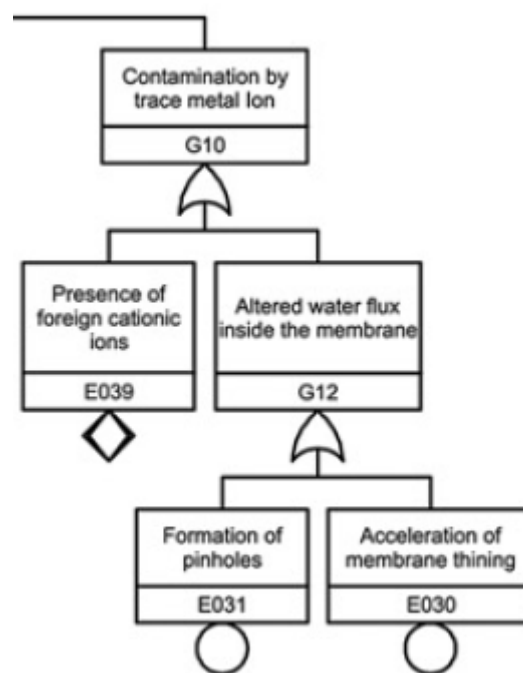 Contamination by
trace metal Ion
G10
Presence of
foreign cationic
ions
E039
Altered water flux
inside the membrane
G12
Formation of
pinholes
E031
Acceleration of
membrane thining
E030